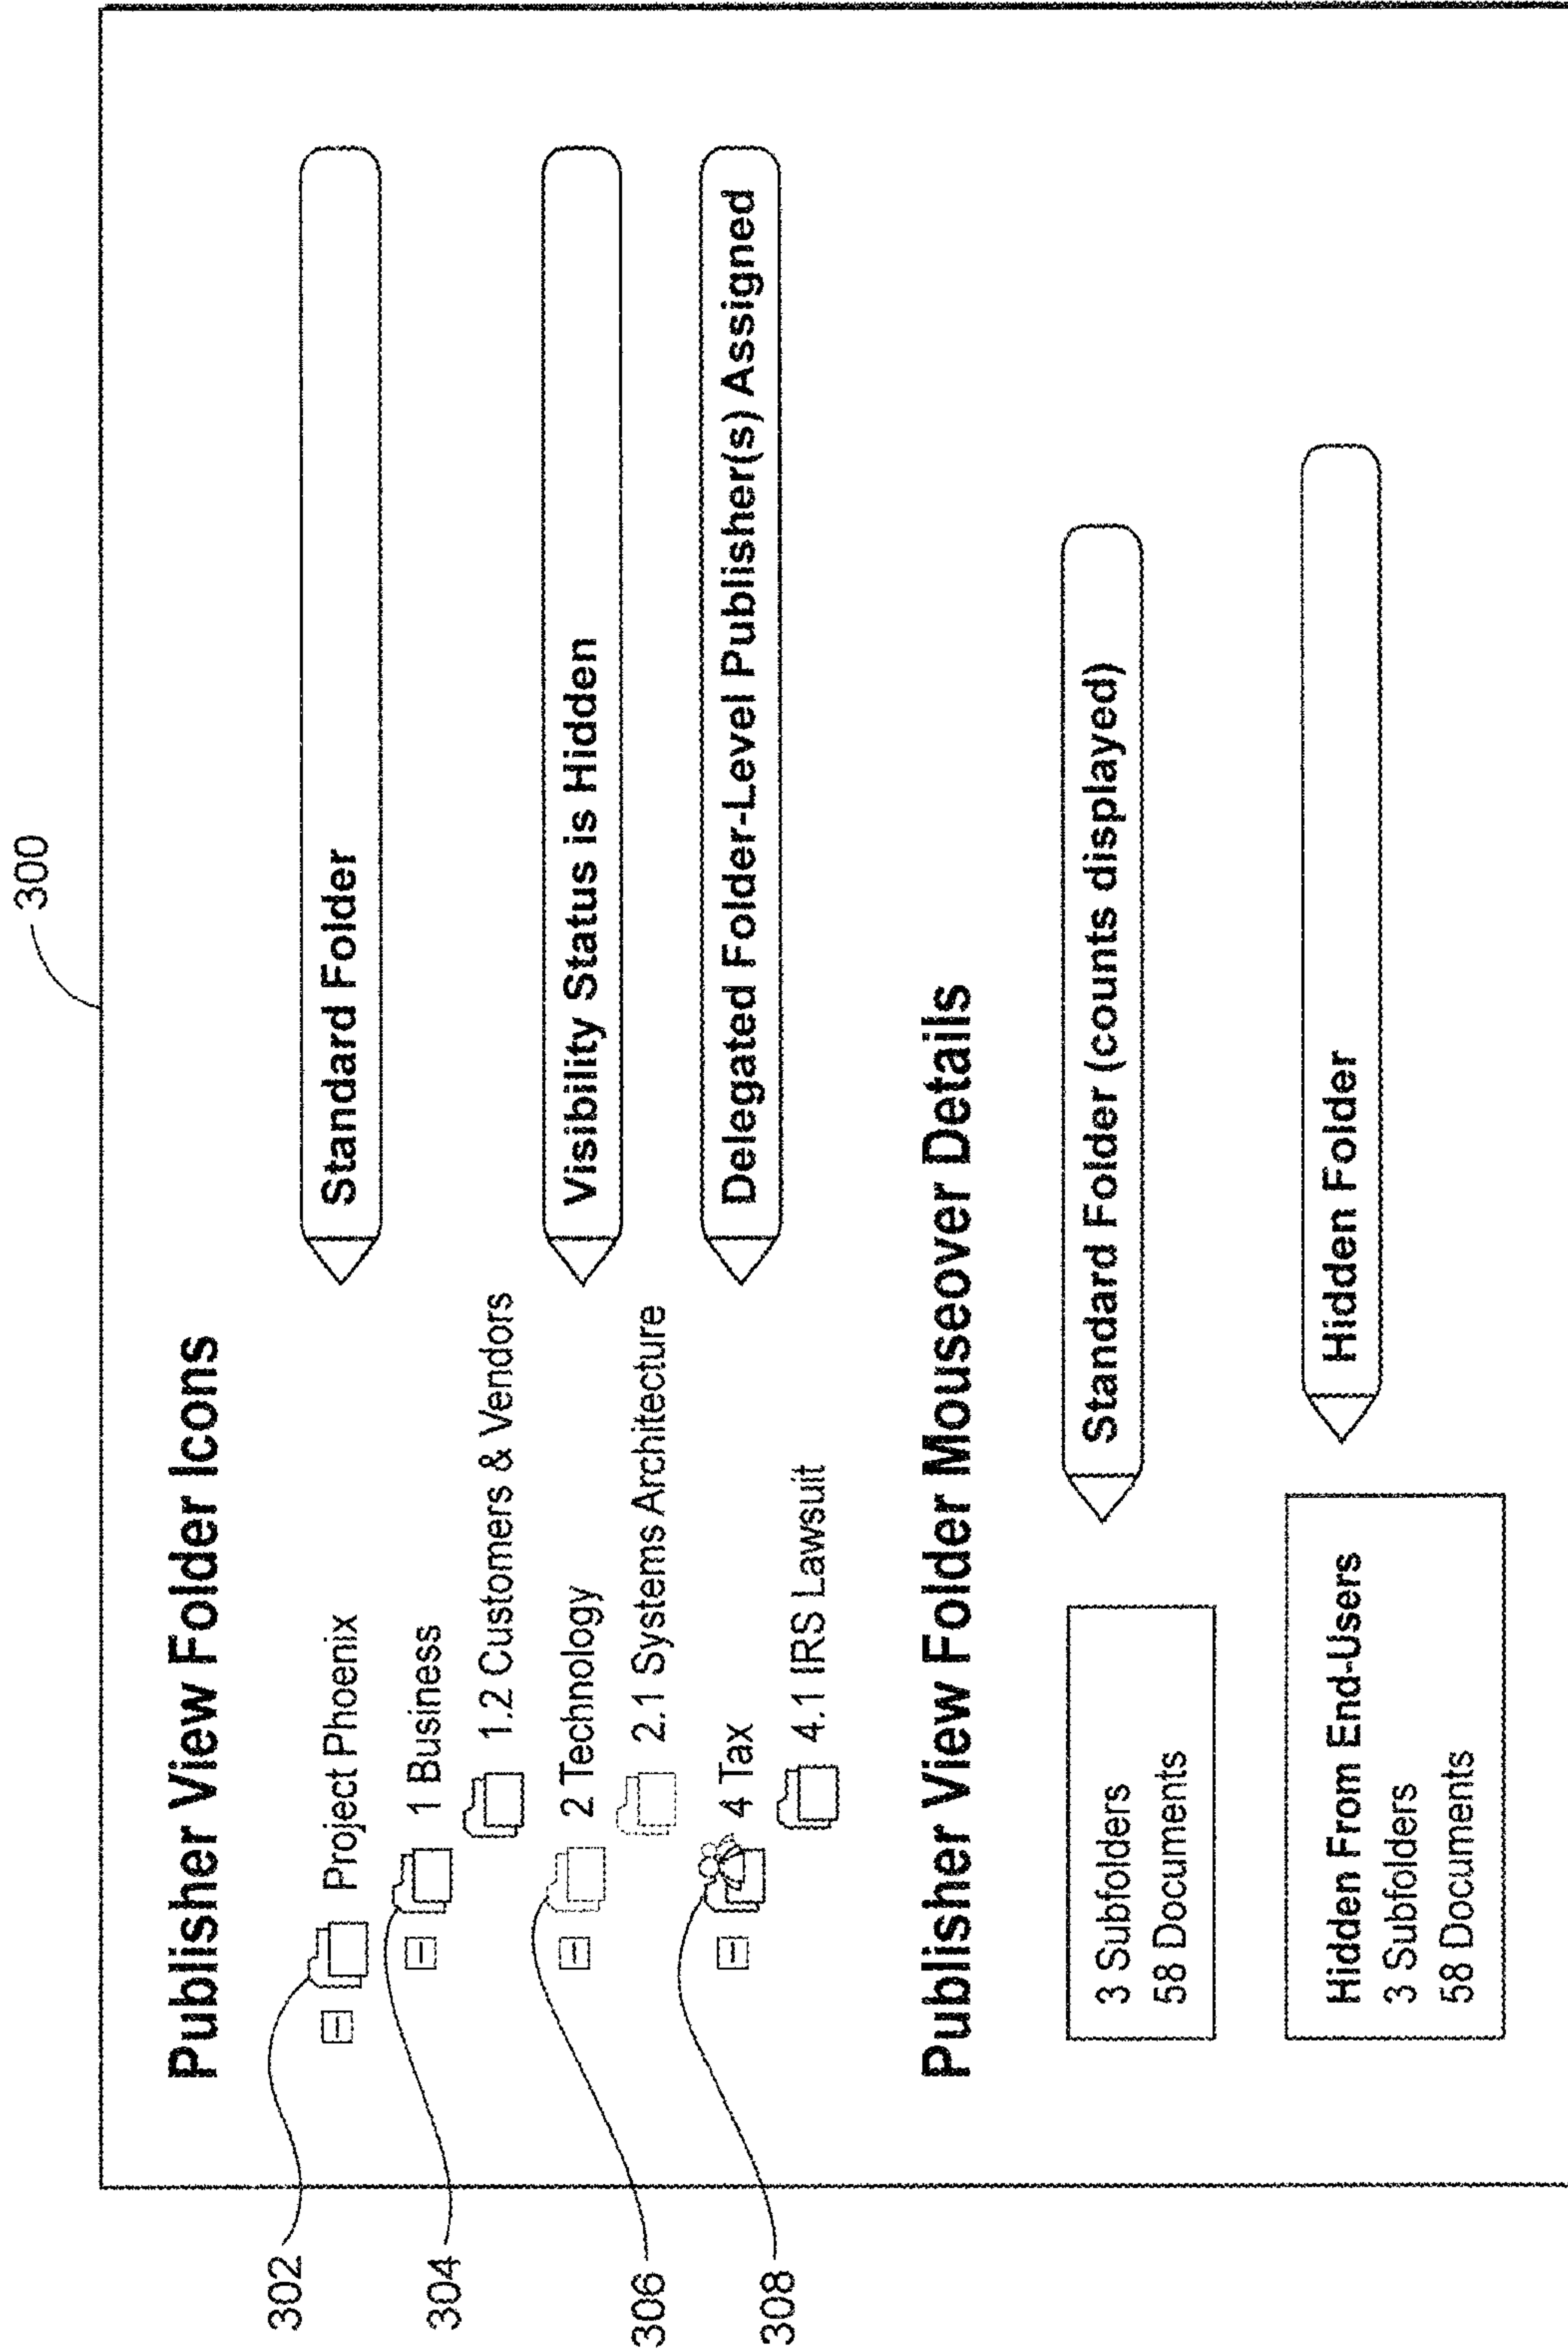 300
Publisher View Folder Icons
302
Project Phoenix
Standard Folder
304
1 Business
1.2 Customers & Vendors
306
2 Technology
Visibility Status is Hidden
2.1 Systems Architecture
308
4 Tax
Delegated Folder-Level Publisher(s) Assigned
4.1 IRS Lawsuit
Publisher View Folder Mouseover Details
3 Subfolders
58 Documents
Standard Folder (counts displayed)
Hidden From End-Users
3 Subfolders
58 Documents
Hidden Folder